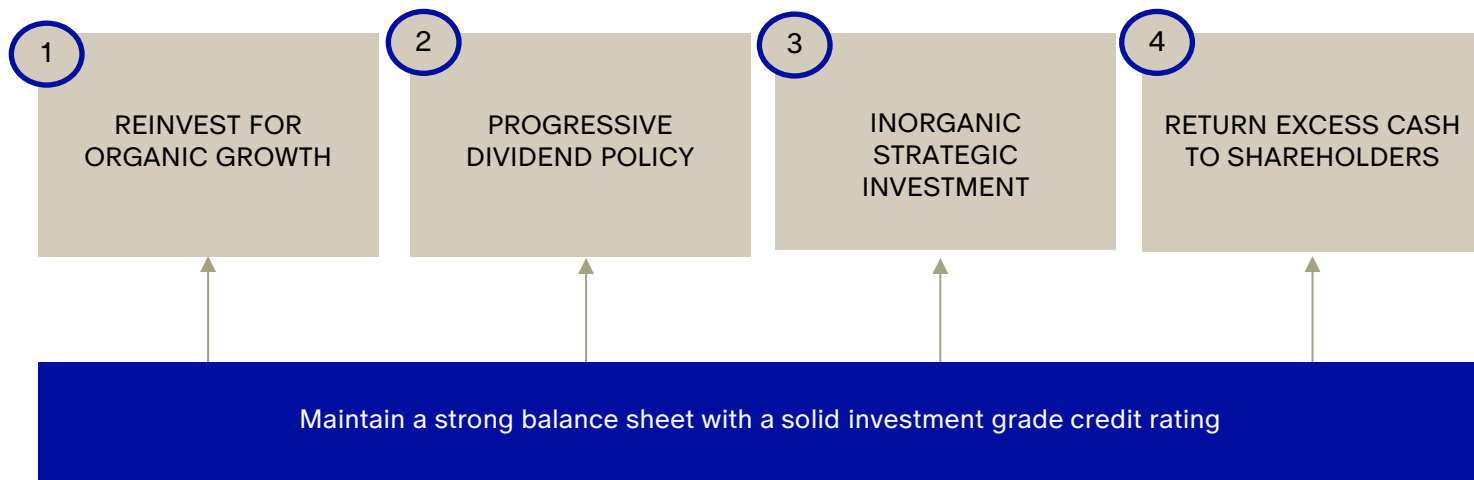 1
REINVEST FOR
ORGANIC GROWTH
2
PROGRESSIVE
DIVIDEND POLICY
3
INORGANIC
STRATEGIC
INVESTMENT
4
RETURN EXCESS CASH
TO SHAREHOLDERS
Maintain a strong balance sheet with a solid investment grade credit rating